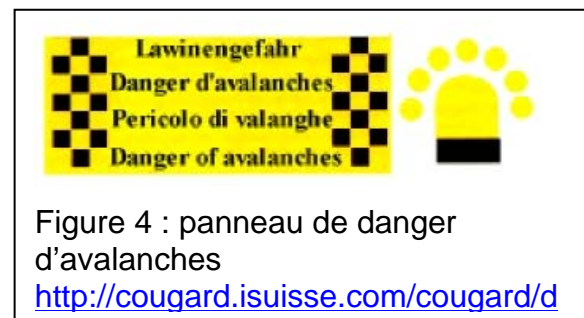 Lawinengefahr
Danger d'avalanches
Pericolo di valanghe
Danger of avalanches
Figure 4 : panneau de danger
d’avalanches
http://cougard.isuisse.com/cougard/d